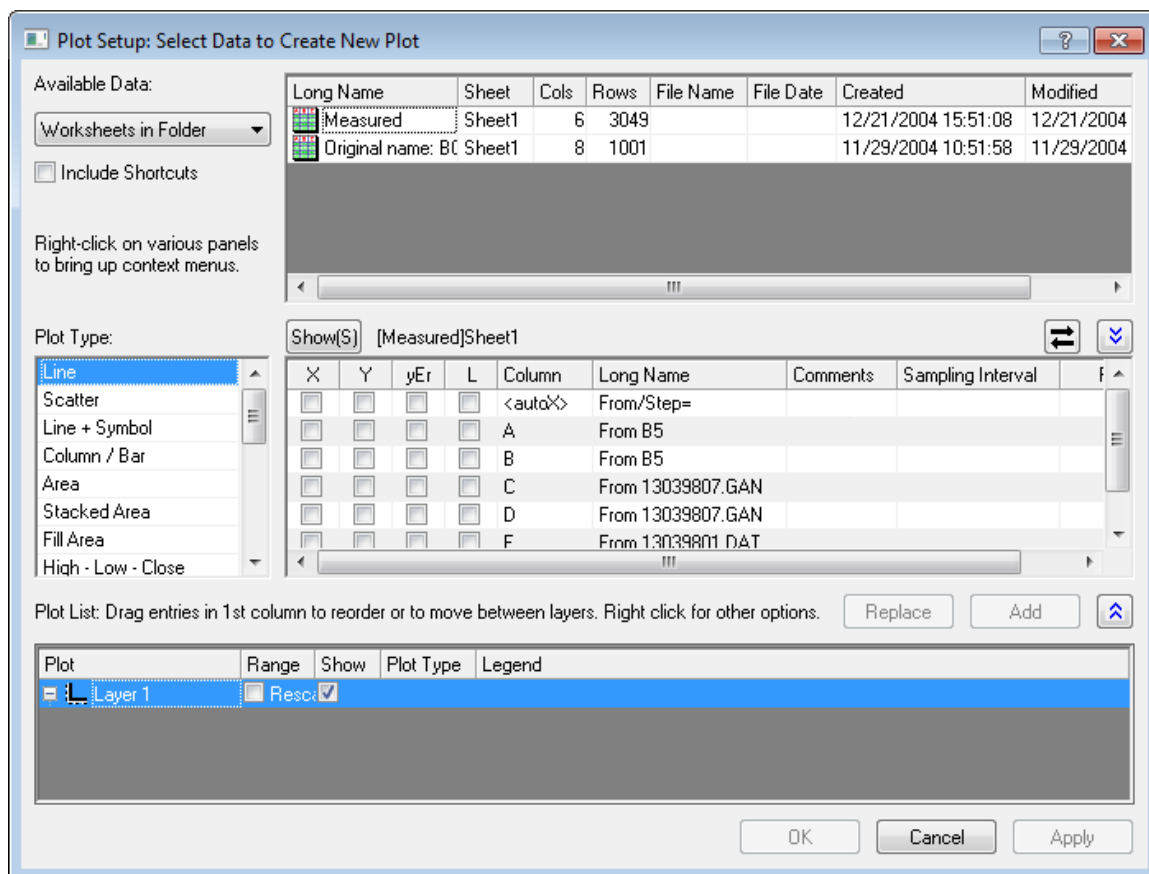 Plot Setup: Select Data to Create New Plot
Available Data:
Worksheets in Folder
Include Shortcuts
Right-click on various panels
to bring up context menus.
Long Name Sheet Cols Rows File Name File Date Created Modified
Measured Sheet1 6 3049 12/21/2004 15:51:08 12/21/2004
Original name: B( Sheet1 8 1001 11/29/2004 10:51:58 11/29/2004
Plot Type:
Show(S) [Measured]Sheet1
Line
Scatter
Line + Symbol
Column / Bar
Area
Stacked Area
Fill Area
High - Low - Close
X Y yEr L Column Long Name Comments Sampling Interval
<autoX> From/Step=
A From B5
B From B5
C From 13039807.GAN
D From 13039807.GAN
From 13039801.DAT
Plot List: Drag entries in 1st column to reorder or to move between layers. Right click for other options.
Replace Add
Plot Range Show Plot Type Legend
Layer 1 Resc
OK Cancel Apply